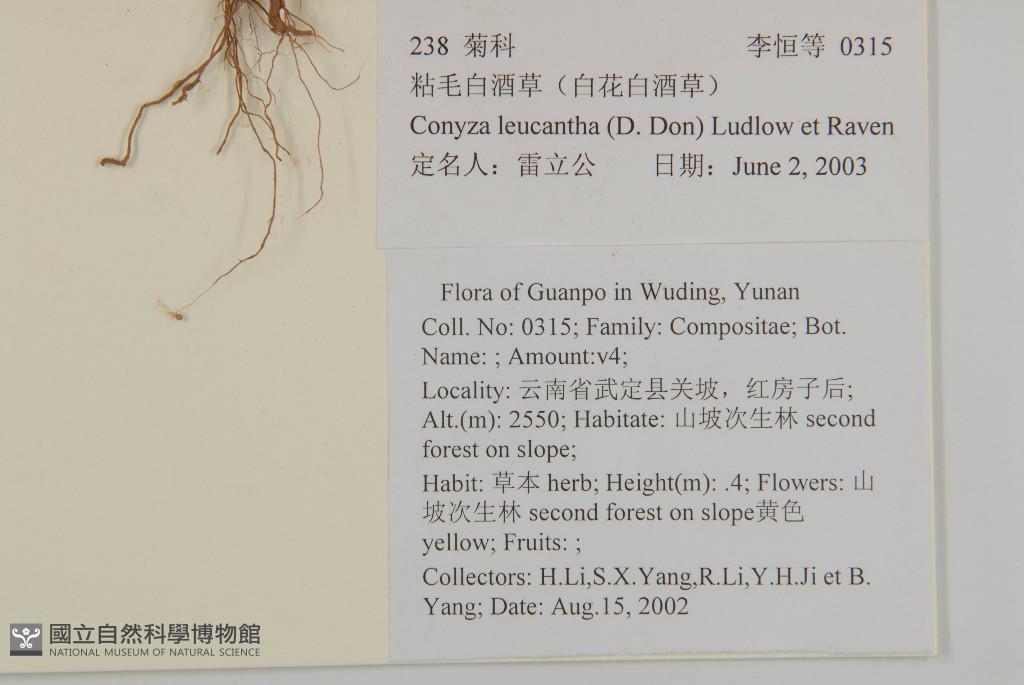 238 菊科 李恒等 0315
粘毛白酒草（白花白酒草）
Conyza leucantha (D. Don) Ludlow et Raven
定名人：雷立公 日期：June 2, 2003
Flora of Guanpo in Wuding, Yunan
Coll. No: 0315; Family: Compositae; Bot.
Name: ; Amount:v4;
Locality: 云南省武定县关坡，红房子后;
Alt.(m): 2550; Habitate: 山坡次生林 second
forest on slope;
Habit: 草本 herb; Height(m): .4; Flowers: 山
坡次生林 second forest on slope黄色
yellow; Fruits: ;
Collectors: H.Li,S.X.Yang,R.Li,Y.H.Ji et B.
Yang; Date: Aug.15, 2002
國立自然科學博物館
NATIONAL MUSEUM OF NATURAL SCIENCE